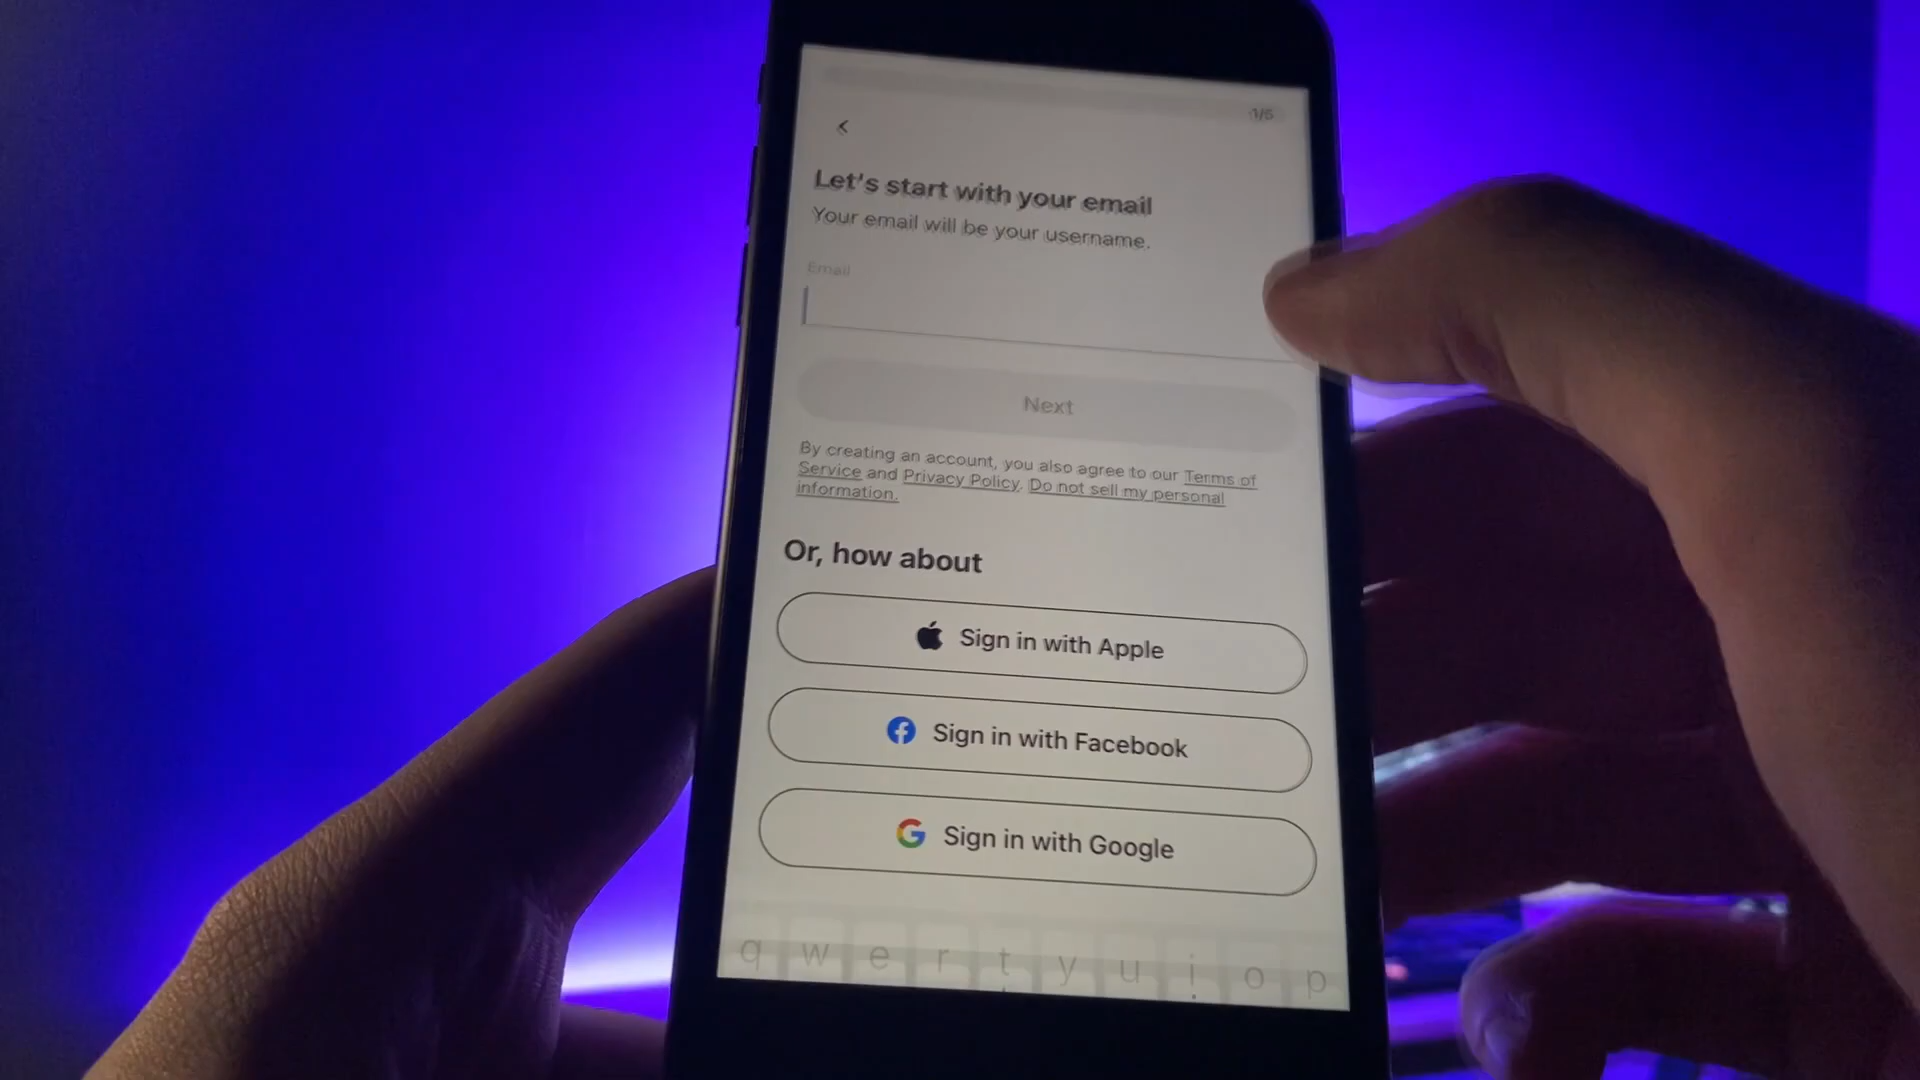 1/5
Let's start with your email
Your email will be your username.
Email
Next
By creating an account, you also agree to our Terms of
Service and Privacy Policy. Do not sell my personal
information.
Or, how about
Sign in with Apple
Sign in with Facebook
Sign in with Google
q w e r t y u i o p